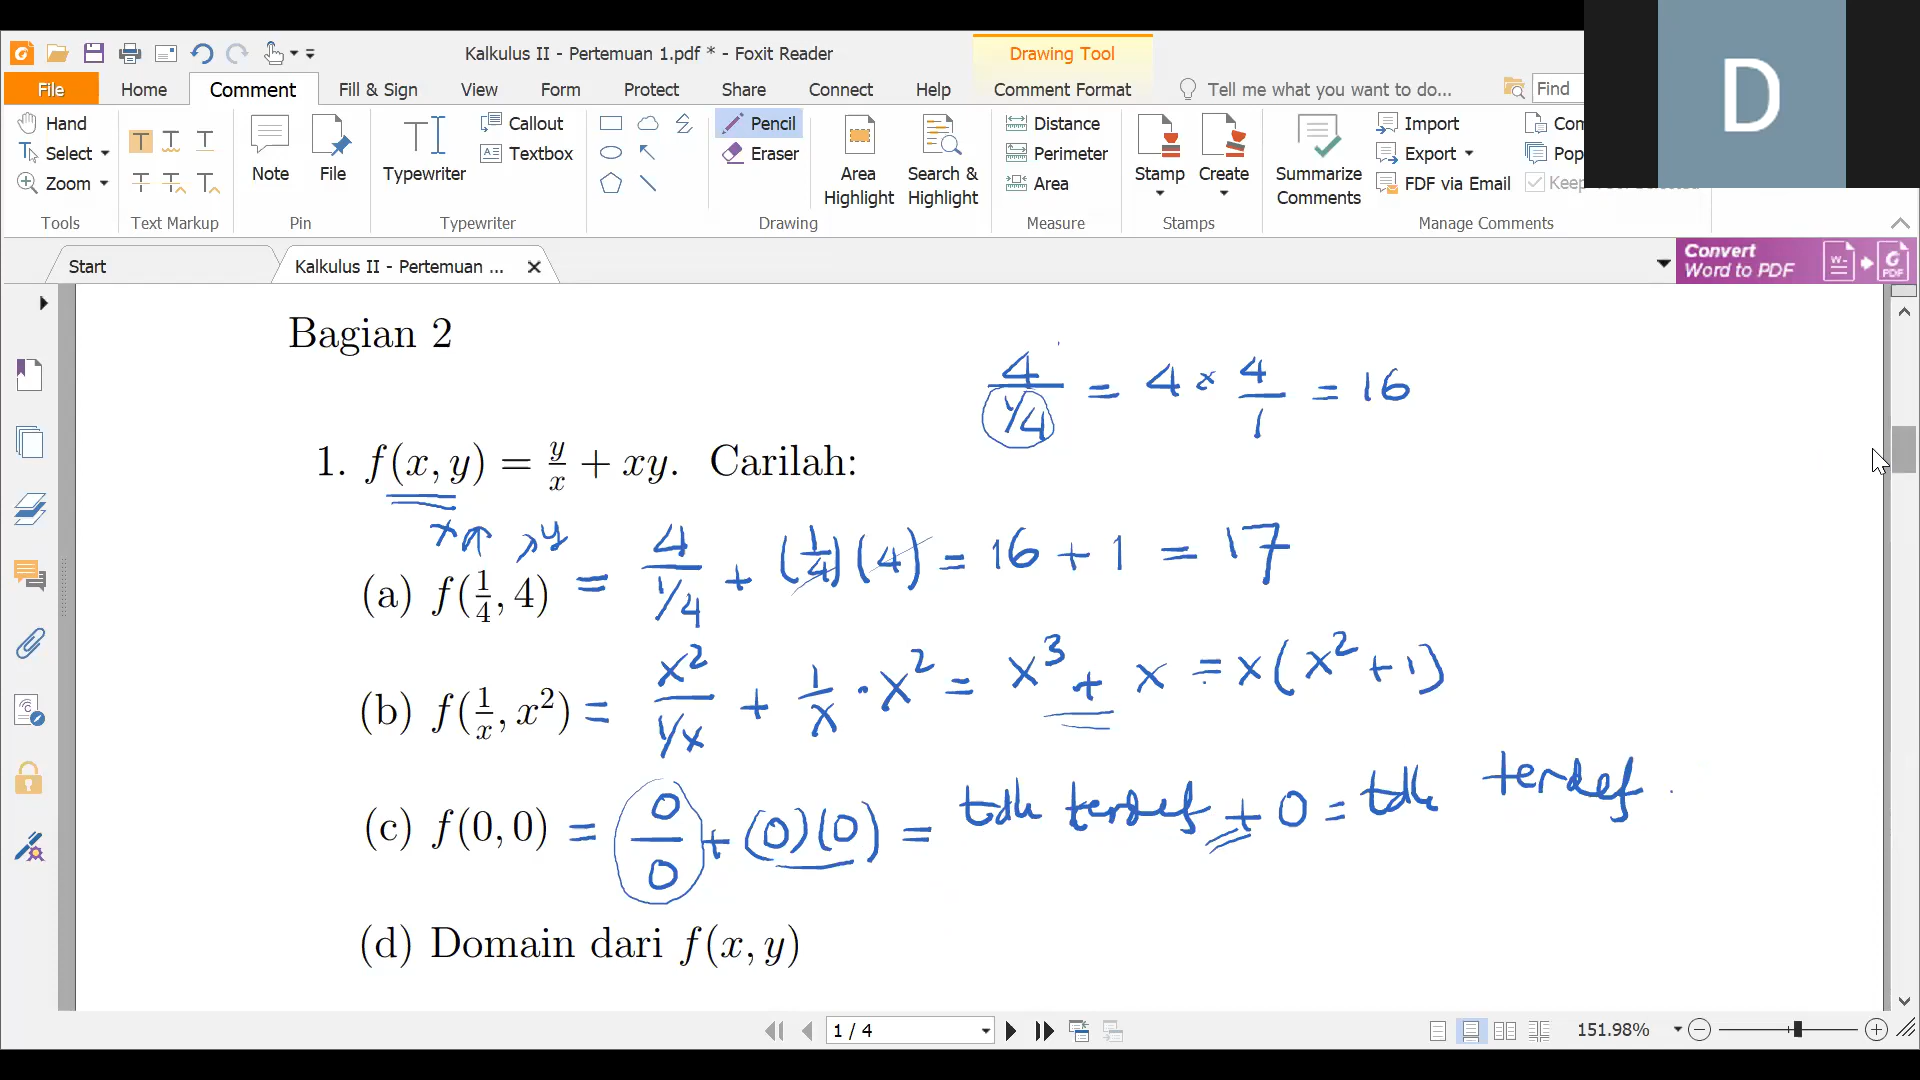 Kalkulus II - Pertemuan 1.pdf * - Foxit Reader
Drawing Tool
D
File Home Comment Fill & Sign View Form Protect Share Connect Help Comment Format Tell me what you want to do... Find
Hand
Select
Zoom
Tools
T T T
T T T
Text Markup
Note
File
Pin
Typewriter
Callout
Textbox
Typewriter
Pencil
Eraser
Area Highlight
Drawing
Search & Highlight
Distance
Perimeter
Area
Measure
Stamp
Create
Stamps
Summarize Comments
Import
Export
FDF via Email
Com
Pop
Keep
Manage Comments
Start
Kalkulus II - Pertemuan ...
Convert
Word to PDF
Bagian 2
4/(1/4) = 4 × 4/1 = 16
1. f(x, y) = y/x + xy. Carilah:
x y
(a) f(1/4, 4) = 4/(1/4) + (1/4)(4) = 16 + 1 = 17
(b) f(1/x, x²) = x²/(1/x) + 1/x · x² = x³ + x = x(x² + 1)
(c) f(0, 0) = 0/0 + (0)(0) = tdk terdef + 0 = tdk terdef.
(d) Domain dari f(x, y)
1 / 4
151.98%